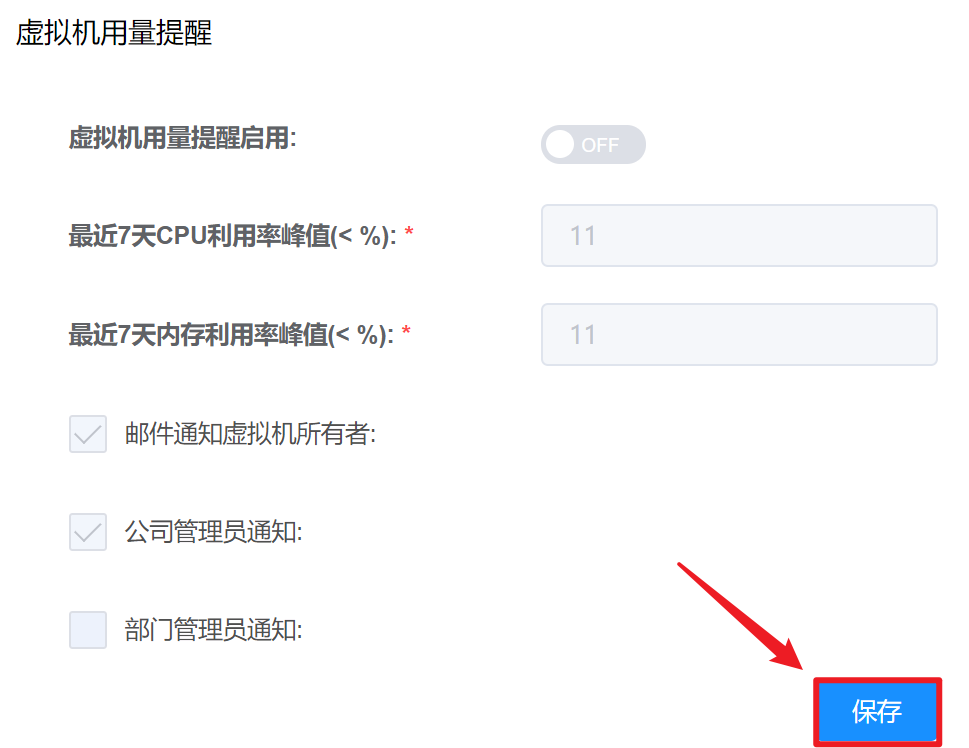 虚拟机用量提醒
虚拟机用量提醒启用:
OFF
最近7天CPU利用率峰值(< %): *
11
最近7天内存利用率峰值(< %): *
11
邮件通知虚拟机所有者:
公司管理员通知:
部门管理员通知:
保存